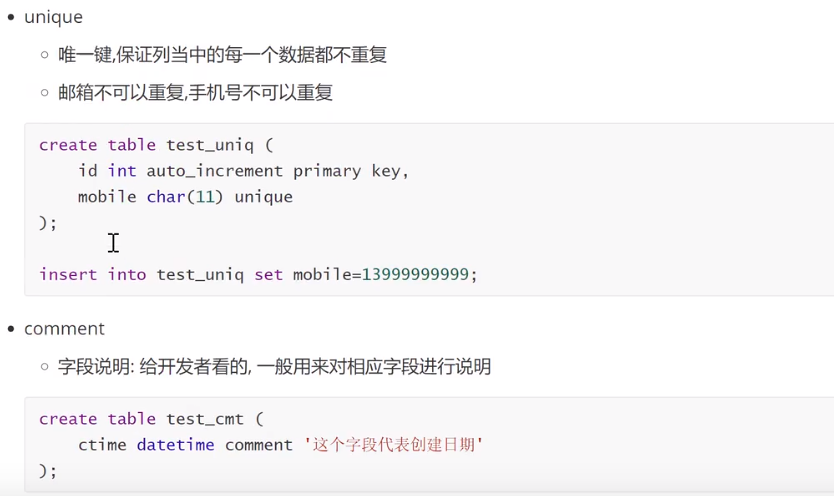 unique
唯一键,保证列当中的每一个数据都不重复
邮箱不可以重复,手机号不可以重复
create table test_uniq (
    id int auto_increment primary key,
    mobile char(11) unique
);
insert into test_uniq set mobile=13999999999;
comment
字段说明: 给开发者看的, 一般用来对相应字段进行说明
create table test_cmt (
    ctime datetime comment '这个字段代表创建日期'
);